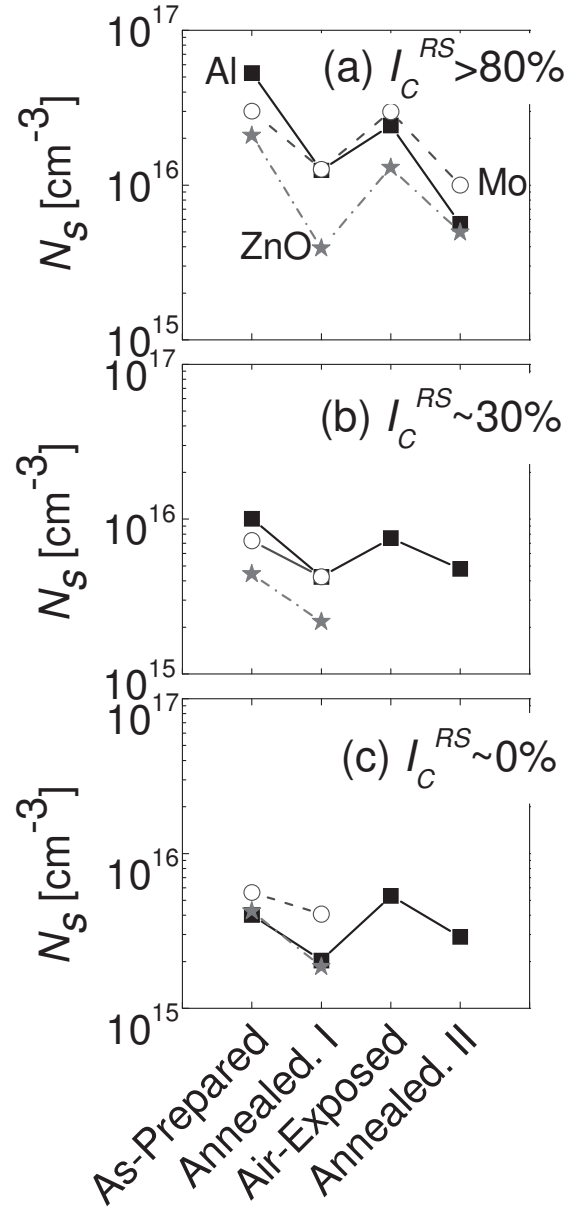 10^17
Al
(a) I_C^RS>80%
N_S [cm^-3]
10^16
Mo
ZnO
10^15
10^17
(b) I_C^RS~30%
N_S [cm^-3]
10^16
10^15
10^17
(c) I_C^RS~0%
N_S [cm^-3]
10^16
10^15
As-Prepared
Annealed. I
Air-Exposed
Annealed. II